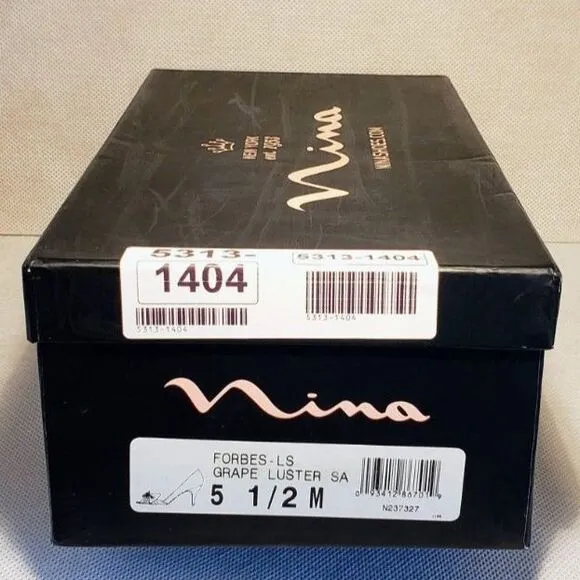 nina
NEW YORK
est. 1953
NINASHOES.COM
5313-
1404
5313-1404
5313-1404
5313-1404
nina
FORBES-LS
GRAPE LUSTER SA
5 1/2 M
N237327